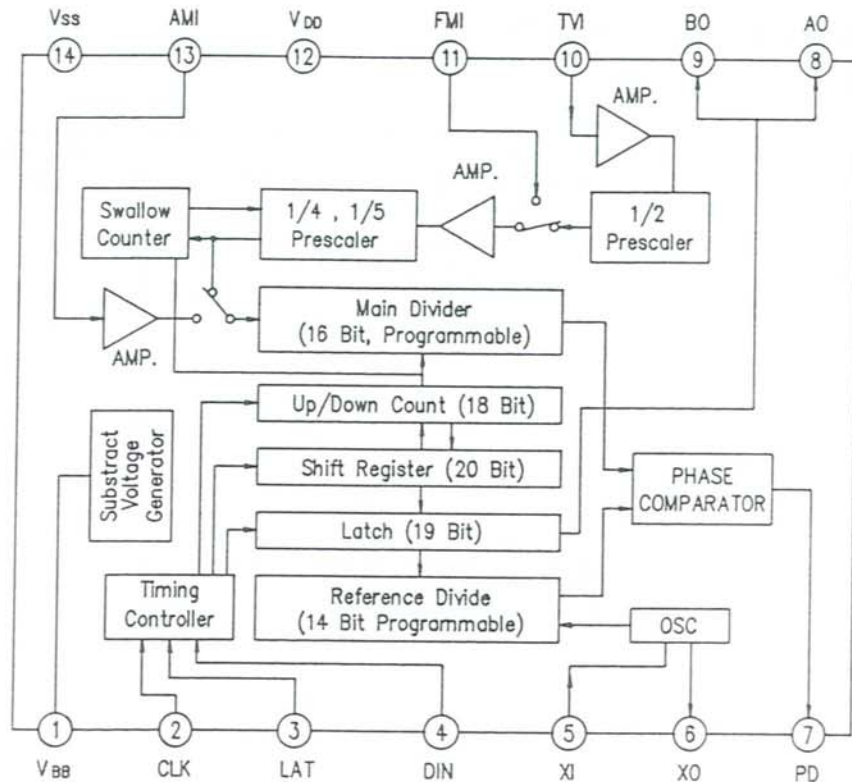 Vss AMI VDD FMI TVI BO AO
14 13 12 11 10 9 8
AMP.
AMP.
Swallow
Counter
1/4 , 1/5
Prescaler
1/2
Prescaler
Main Divider
(16 Bit, Programmable)
AMP.
Up/Down Count (18 Bit)
Substract
Voltage
Generator
Shift Register (20 Bit)
PHASE
COMPARATOR
Latch (19 Bit)
Timing
Controller
Reference Divide
(14 Bit Programmable)
OSC
1 2 3 4 5 6 7
VBB CLK LAT DIN XI XO PD